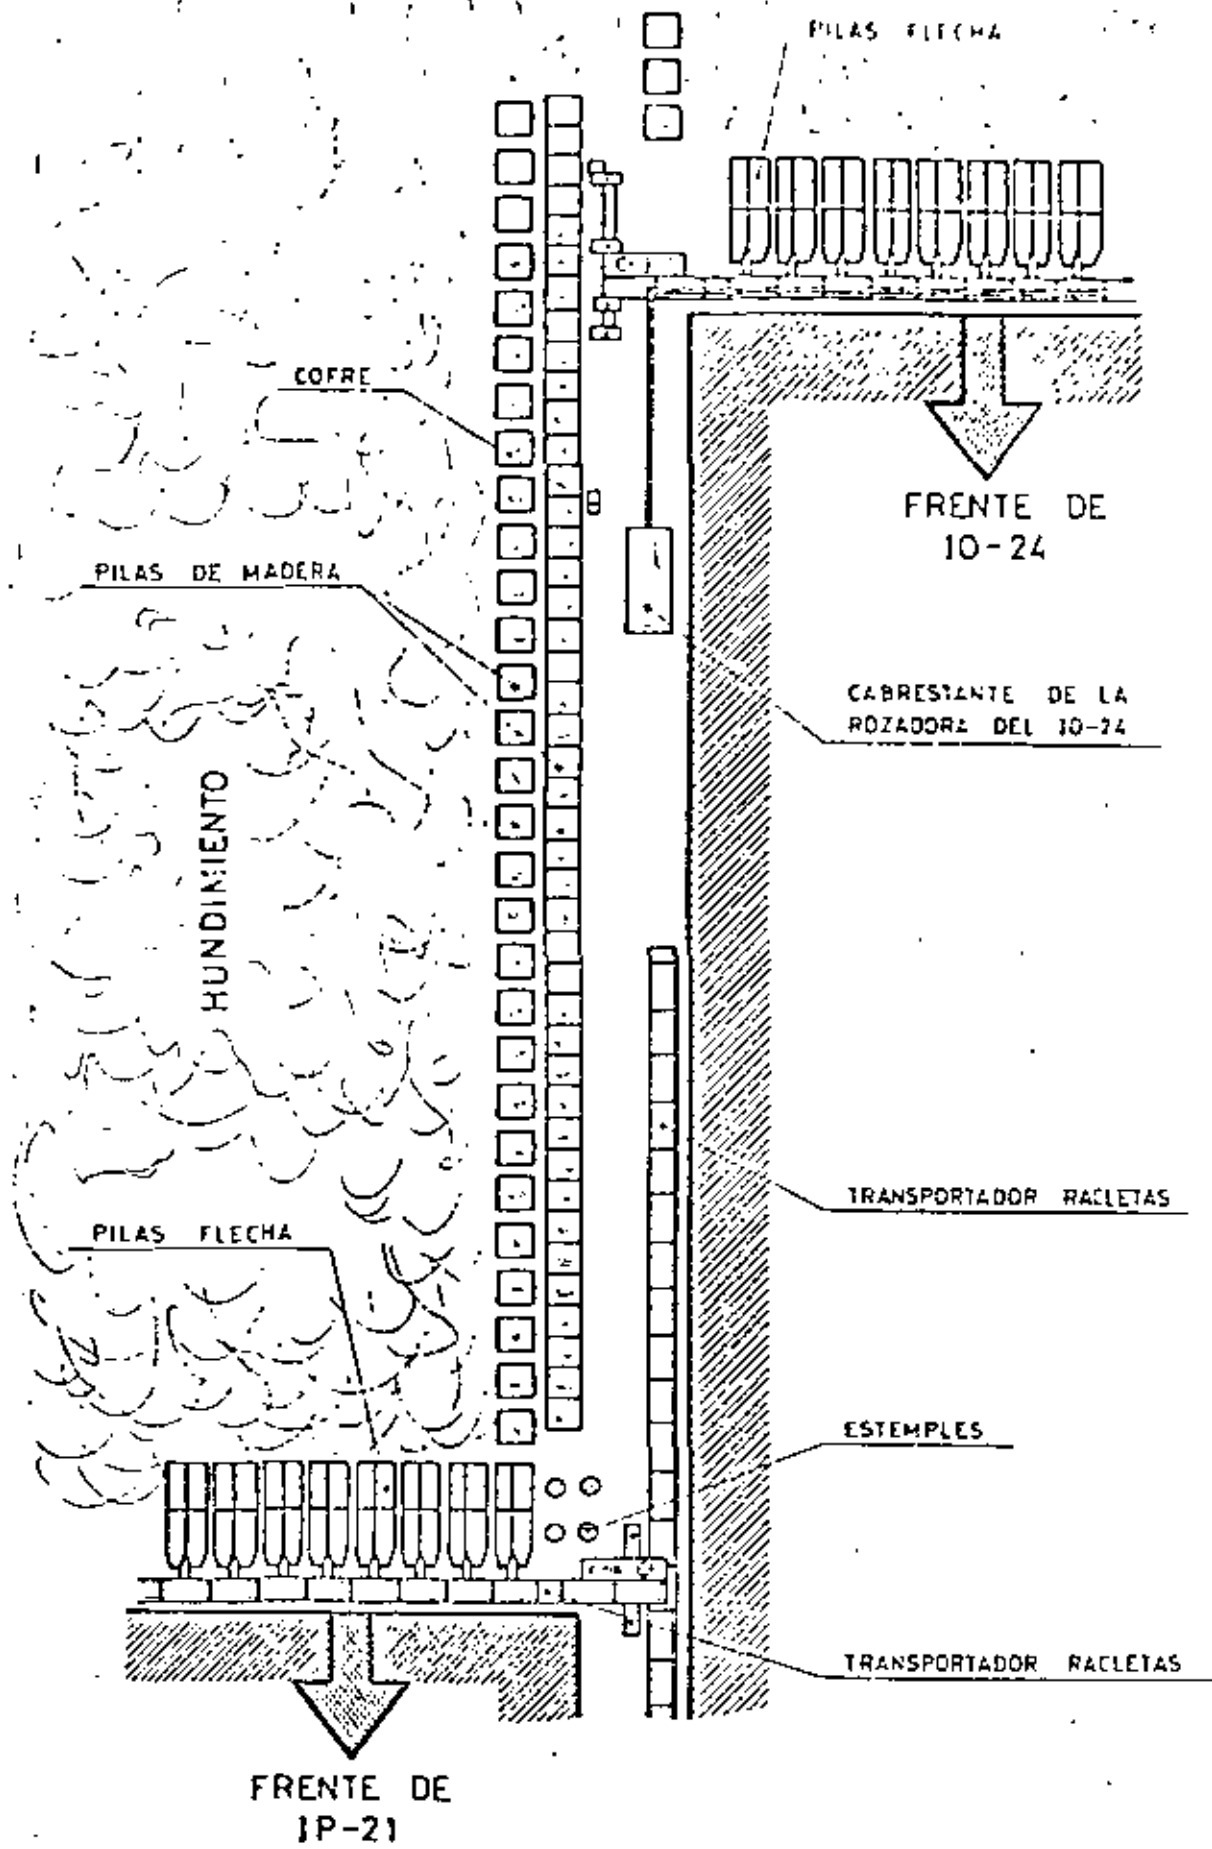 PILAS FLECHA
COFRE
FRENTE DE
10-24
PILAS DE MADERA
CABRESTANTE DE LA
ROZADORA DEL 10-24
HUNDIMIENTO
TRANSPORTADOR RACLETAS
PILAS FLECHA
ESTEMPLES
TRANSPORTADOR RACLETAS
FRENTE DE
1P-21